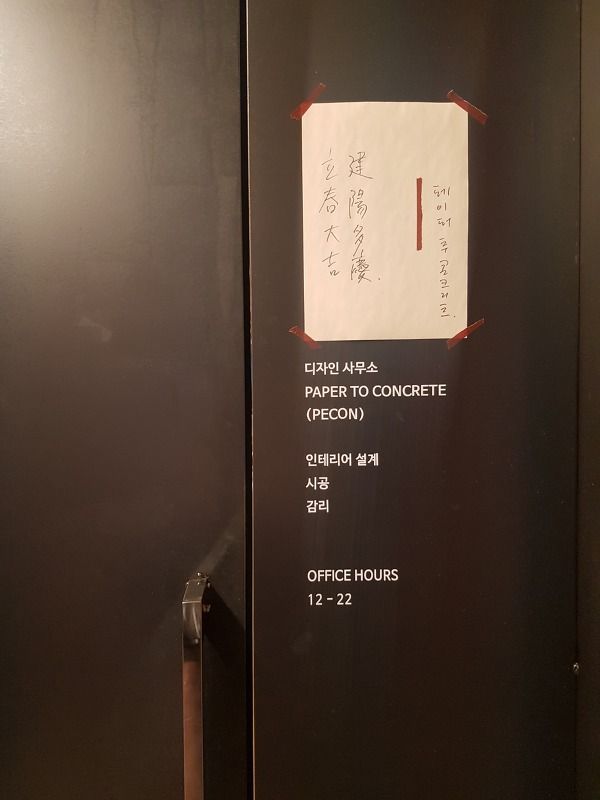 立春大吉
建陽多慶.
페이퍼 투 콘크리트.
디자인 사무소
PAPER TO CONCRETE
(PECON)
인테리어 설계
시공
감리
OFFICE HOURS
12 - 22